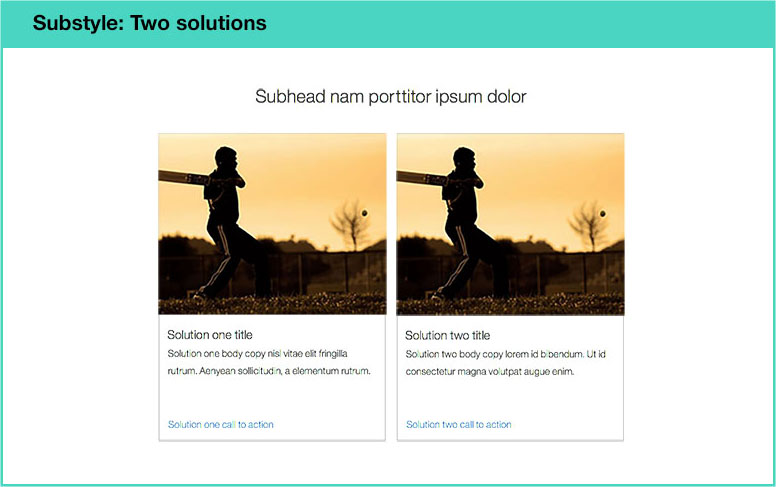 Substyle: Two solutions
Subhead nam porttitor ipsum dolor
Solution one title
Solution one body copy nisl vitae elit fringilla
rutrum. Aenyean sollicitudin, a elementum rutrum.
Solution one call to action
Solution two title
Solution two body copy lorem id bibendum. Ut id
consectetur magna volutpat augue enim.
Solution two call to action